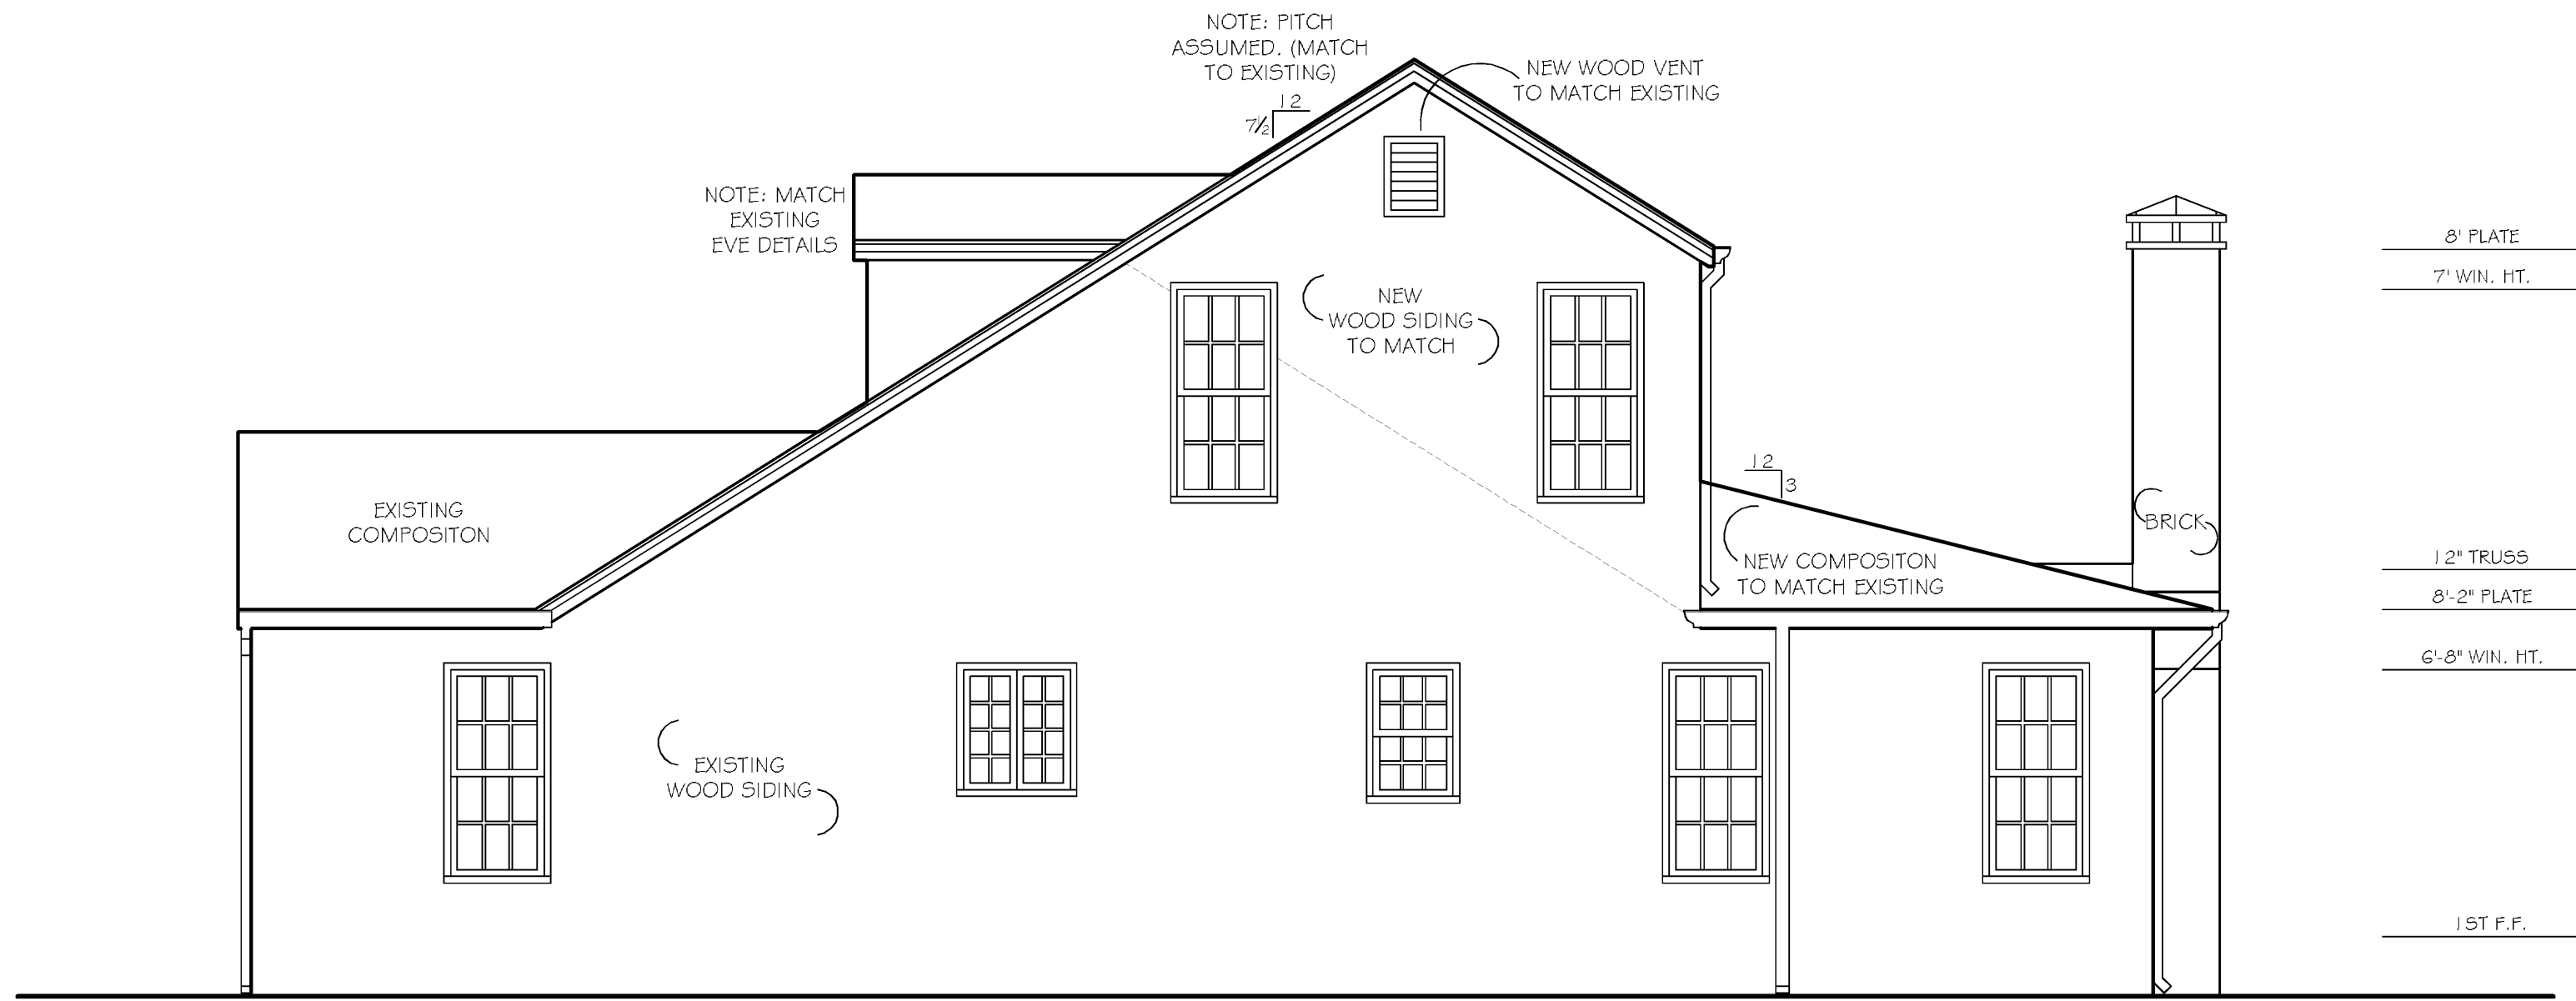 NOTE: PITCH
ASSUMED. (MATCH
TO EXISTING)
12
7½
NEW WOOD VENT
TO MATCH EXISTING
NOTE: MATCH
EXISTING
EVE DETAILS
8' PLATE
7' WIN. HT.
NEW
WOOD SIDING
TO MATCH
12
3
EXISTING
COMPOSITON
BRICK
NEW COMPOSITON
TO MATCH EXISTING
12" TRUSS
8'-2" PLATE
6'-8" WIN. HT.
EXISTING
WOOD SIDING
1ST F.F.